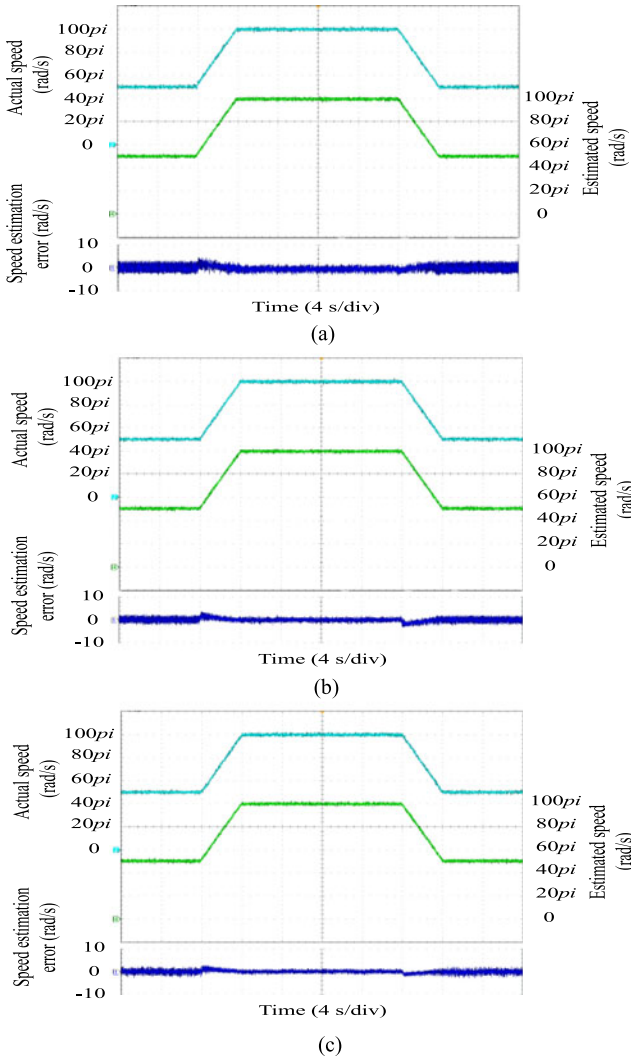 Actual speed
(rad/s)
100pi
80pi
60pi
40pi
20pi
0
100pi
80pi
60pi
40pi
20pi
0
Estimated speed
(rad/s)
Speed estimation
error (rad/s)
10
0
-10
Time (4 s/div)
(a)
Actual speed
(rad/s)
100pi
80pi
60pi
40pi
20pi
0
100pi
80pi
60pi
40pi
20pi
0
Estimated speed
(rad/s)
Speed estimation
error (rad/s)
10
0
-10
Time (4 s/div)
(b)
Actual speed
(rad/s)
100pi
80pi
60pi
40pi
20pi
0
100pi
80pi
60pi
40pi
20pi
0
Estimated speed
(rad/s)
Speed estimation
error (rad/s)
10
0
-10
Time (4 s/div)
(c)